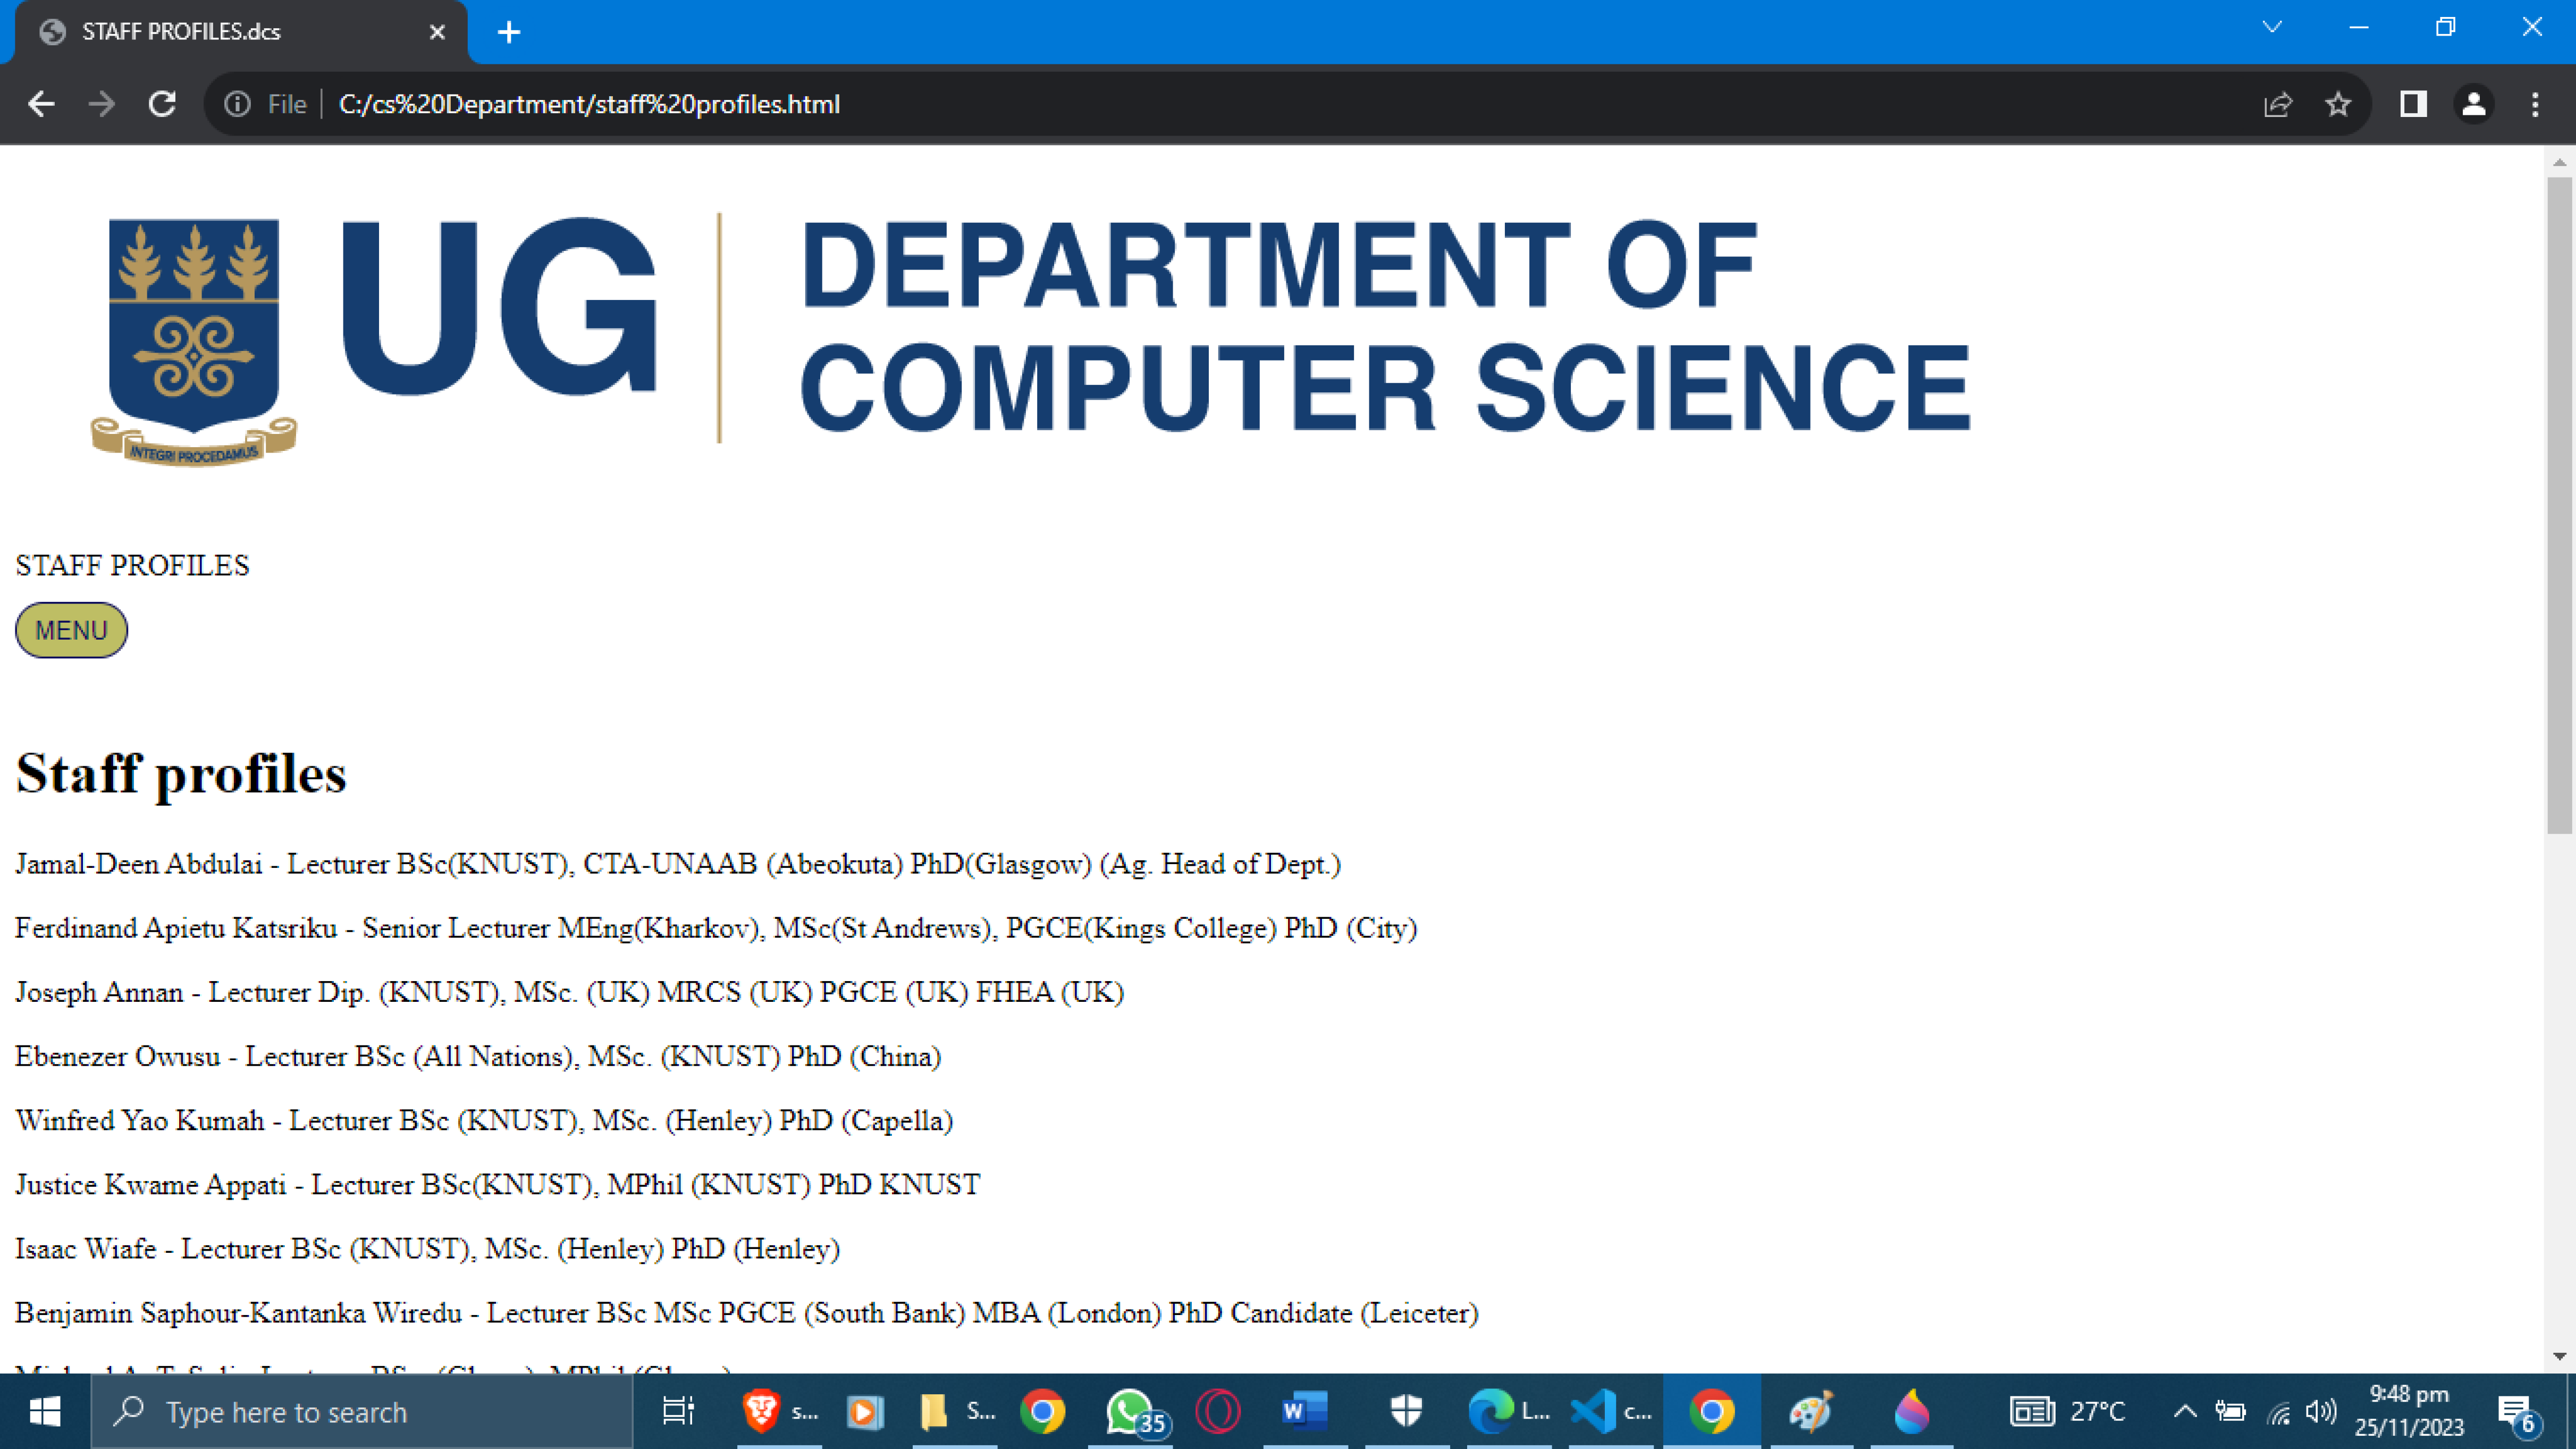 STAFF PROFILES.dcs
File
C:/cs%20Department/staff%20profiles.html
UG
DEPARTMENT OF
COMPUTER SCIENCE
INTEGRI PROCEDAMUS
STAFF PROFILES
MENU
Staff profiles
Jamal-Deen Abdulai - Lecturer BSc(KNUST), CTA-UNAAB (Abeokuta) PhD(Glasgow) (Ag. Head of Dept.)
Ferdinand Apietu Katsriku - Senior Lecturer MEng(Kharkov), MSc(St Andrews), PGCE(Kings College) PhD (City)
Joseph Annan - Lecturer Dip. (KNUST), MSc. (UK) MRCS (UK) PGCE (UK) FHEA (UK)
Ebenezer Owusu - Lecturer BSc (All Nations), MSc. (KNUST) PhD (China)
Winfred Yao Kumah - Lecturer BSc (KNUST), MSc. (Henley) PhD (Capella)
Justice Kwame Appati - Lecturer BSc(KNUST), MPhil (KNUST) PhD KNUST
Isaac Wiafe - Lecturer BSc (KNUST), MSc. (Henley) PhD (Henley)
Benjamin Saphour-Kantanka Wiredu - Lecturer BSc MSc PGCE (South Bank) MBA (London) PhD Candidate (Leiceter)
Type here to search
s...
S...
35
L...
c...
27°C
9:48 pm
25/11/2023
6